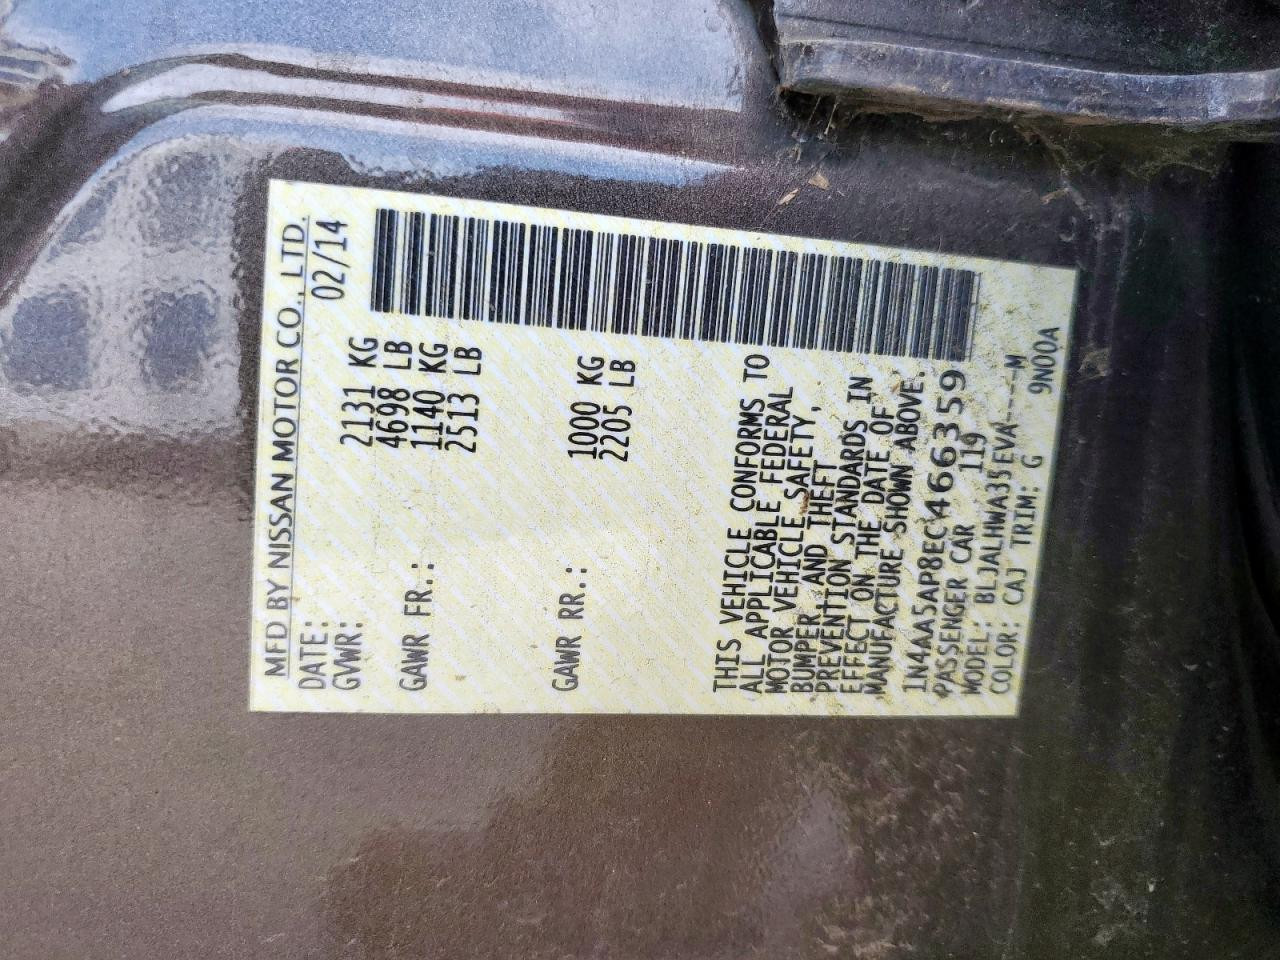 MFD BY NISSAN MOTOR CO., LTD.
DATE: 02/14
GVWR: 2131 KG
4698 LB
GAWR FR.: 1140 KG
2513 LB
GAWR RR.: 1000 KG
2205 LB
THIS VEHICLE CONFORMS TO
ALL APPLICABLE FEDERAL
MOTOR VEHICLE SAFETY,
BUMPER AND THEFT
PREVENTION STANDARDS IN
EFFECT ON THE DATE OF
MANUFACTURE SHOWN ABOVE.
1N4AA5AP8EC466359
PASSENGER CAR 119
MODEL: BLJALHWA35EVA----M
COLOR: CAJ TRIM: G 9N00A